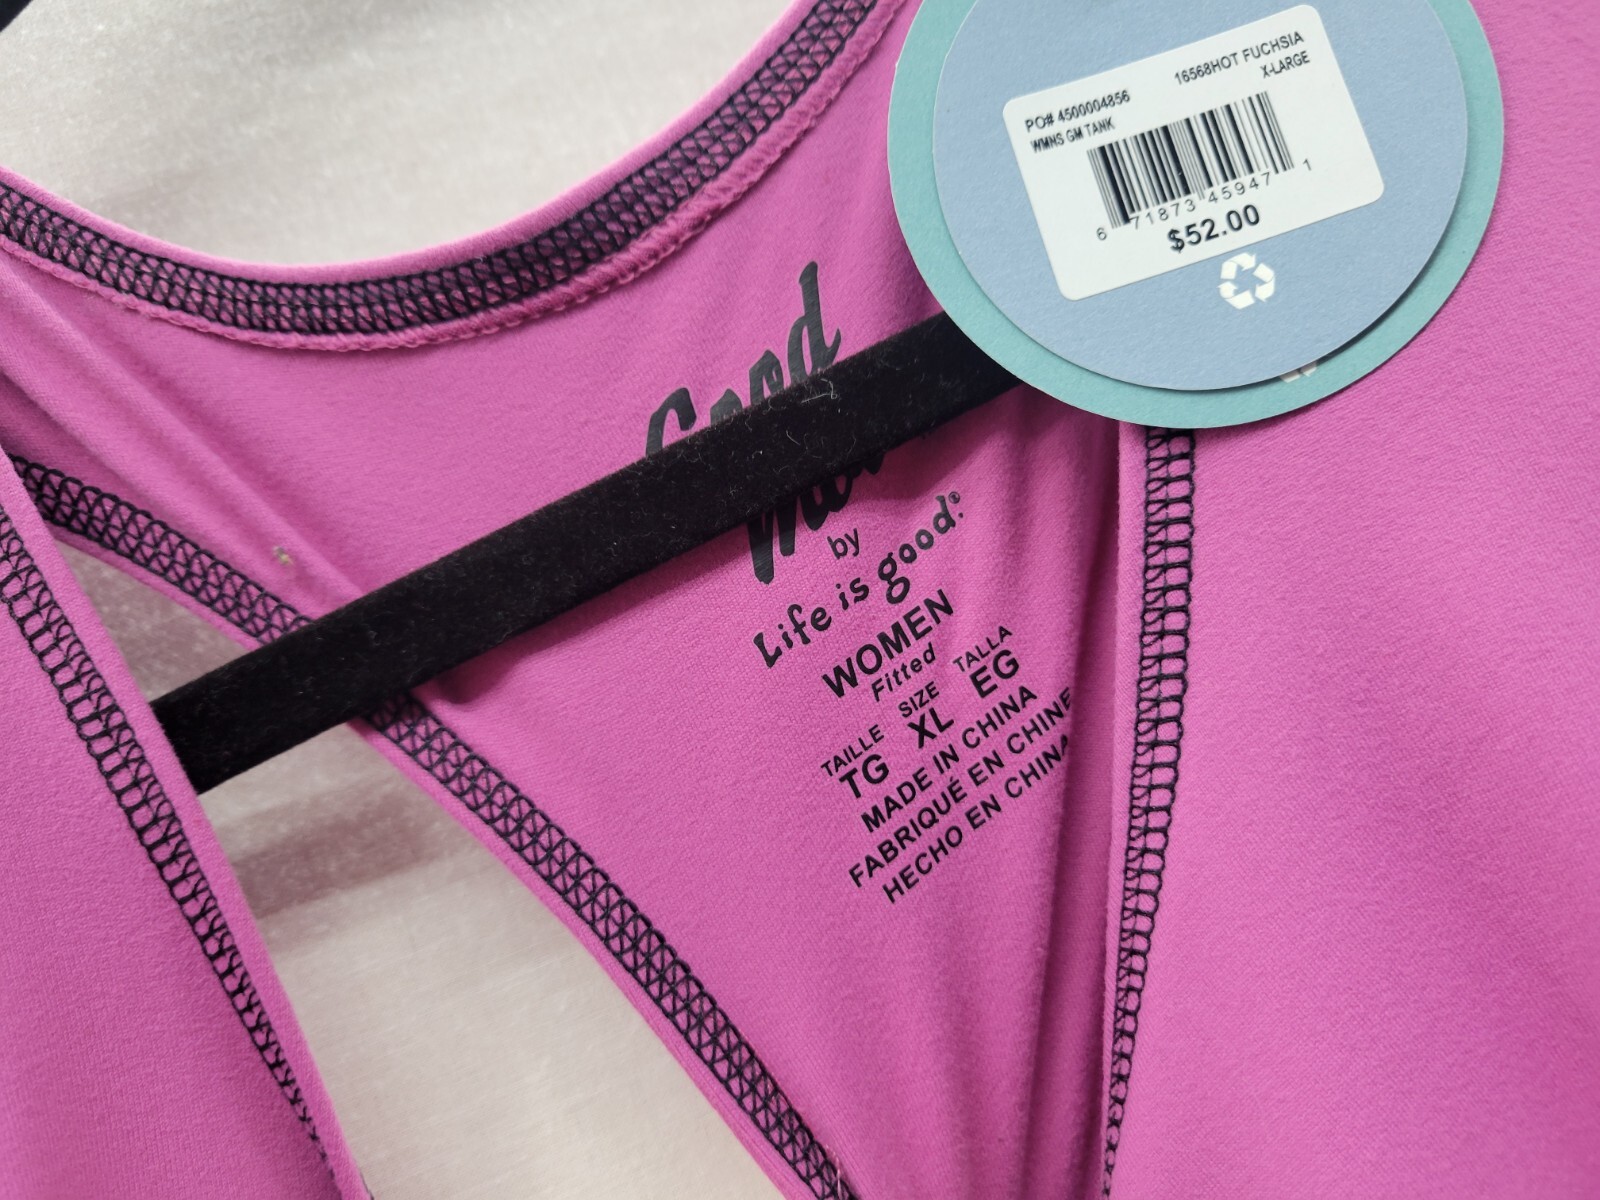 16568HOT FUCHSIA
X-LARGE
PO# 4500004856
WMNS GM TANK
6 71873 45947 1
$52.00
Good
by
Life is good®
WOMEN
Fitted
TAILLE SIZE TALLA
TG XL EG
MADE IN CHINA
FABRIQUÉ EN CHINE
HECHO EN CHINA